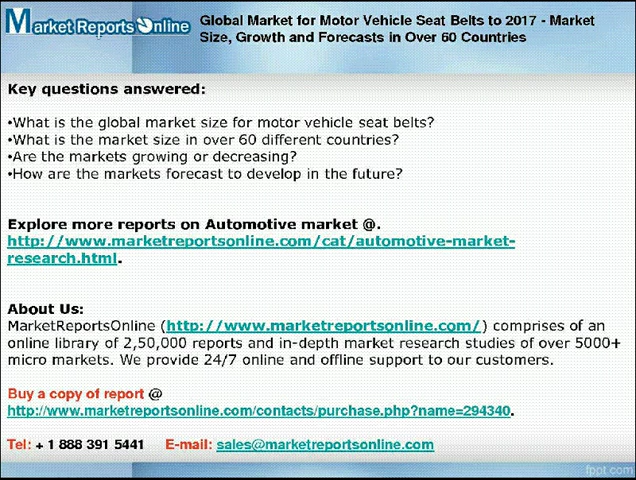 Market Reports Online
Global Market for Motor Vehicle Seat Belts to 2017 - Market
Size, Growth and Forecasts in Over 60 Countries
Key questions answered:
•What is the global market size for motor vehicle seat belts?
•What is the market size in over 60 different countries?
•Are the markets growing or decreasing?
•How are the markets forecast to develop in the future?
Explore more reports on Automotive market @.
http://www.marketreportsonline.com/cat/automotive-market-
research.html.
About Us:
MarketReportsOnline (http://www.marketreportsonline.com/) comprises of an
online library of 2,50,000 reports and in-depth market research studies of over 5000+
micro markets. We provide 24/7 online and offline support to our customers.
Buy a copy of report @
http://www.marketreportsonline.com/contacts/purchase.php?name=294340.
Tel: + 1 888 391 5441 E-mail: sales@marketreportsonline.com
fppt.com